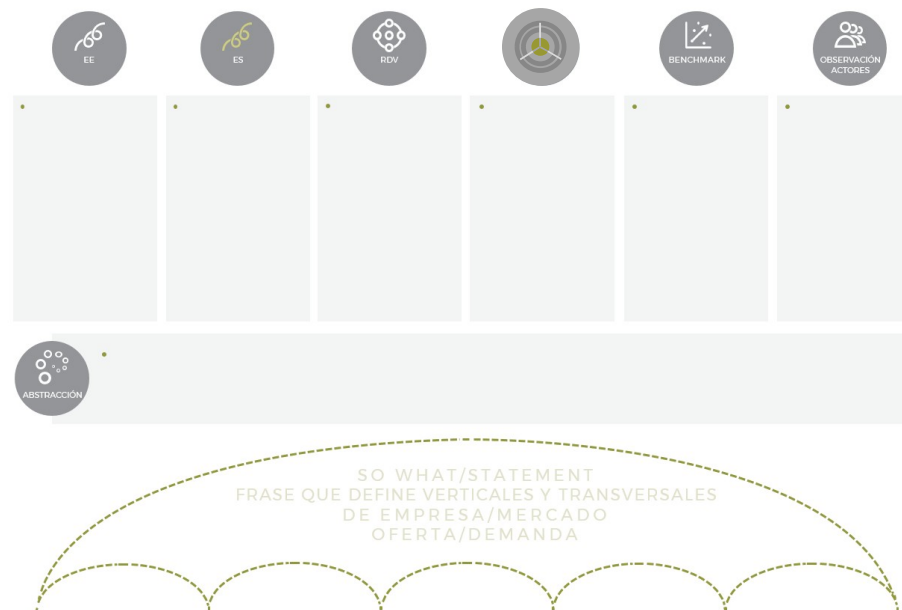 EE
ES
RDV
BENCHMARK
OBSERVACIÓN
ACTORES
ABSTRACCIÓN
SO WHAT/STATEMENT
FRASE QUE DEFINE VERTICALES Y TRANSVERSALES
DE EMPRESA/MERCADO
OFERTA/DEMANDA